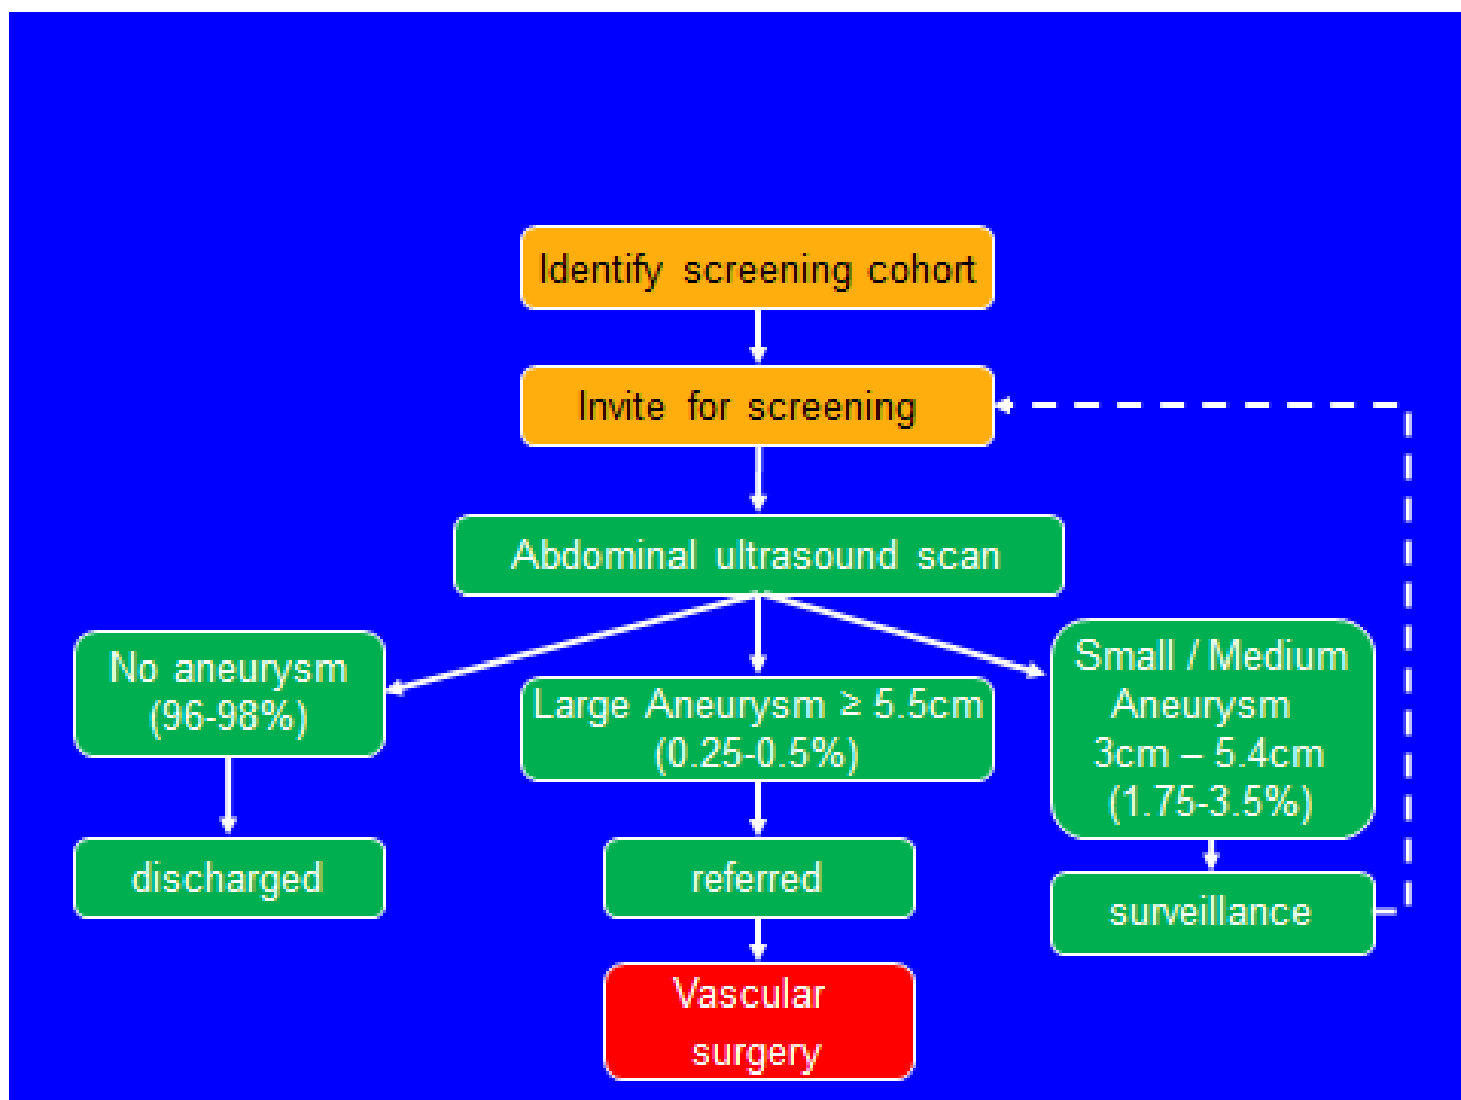 Identify screening cohort
Invite for screening
Abdominal ultrasound scan
No aneurysm
(96-98%)
Large Aneurysm ≥ 5.5cm
(0.25-0.5%)
Small / Medium
Aneurysm
3cm – 5.4cm
(1.75-3.5%)
discharged
referred
surveillance
Vascular
surgery